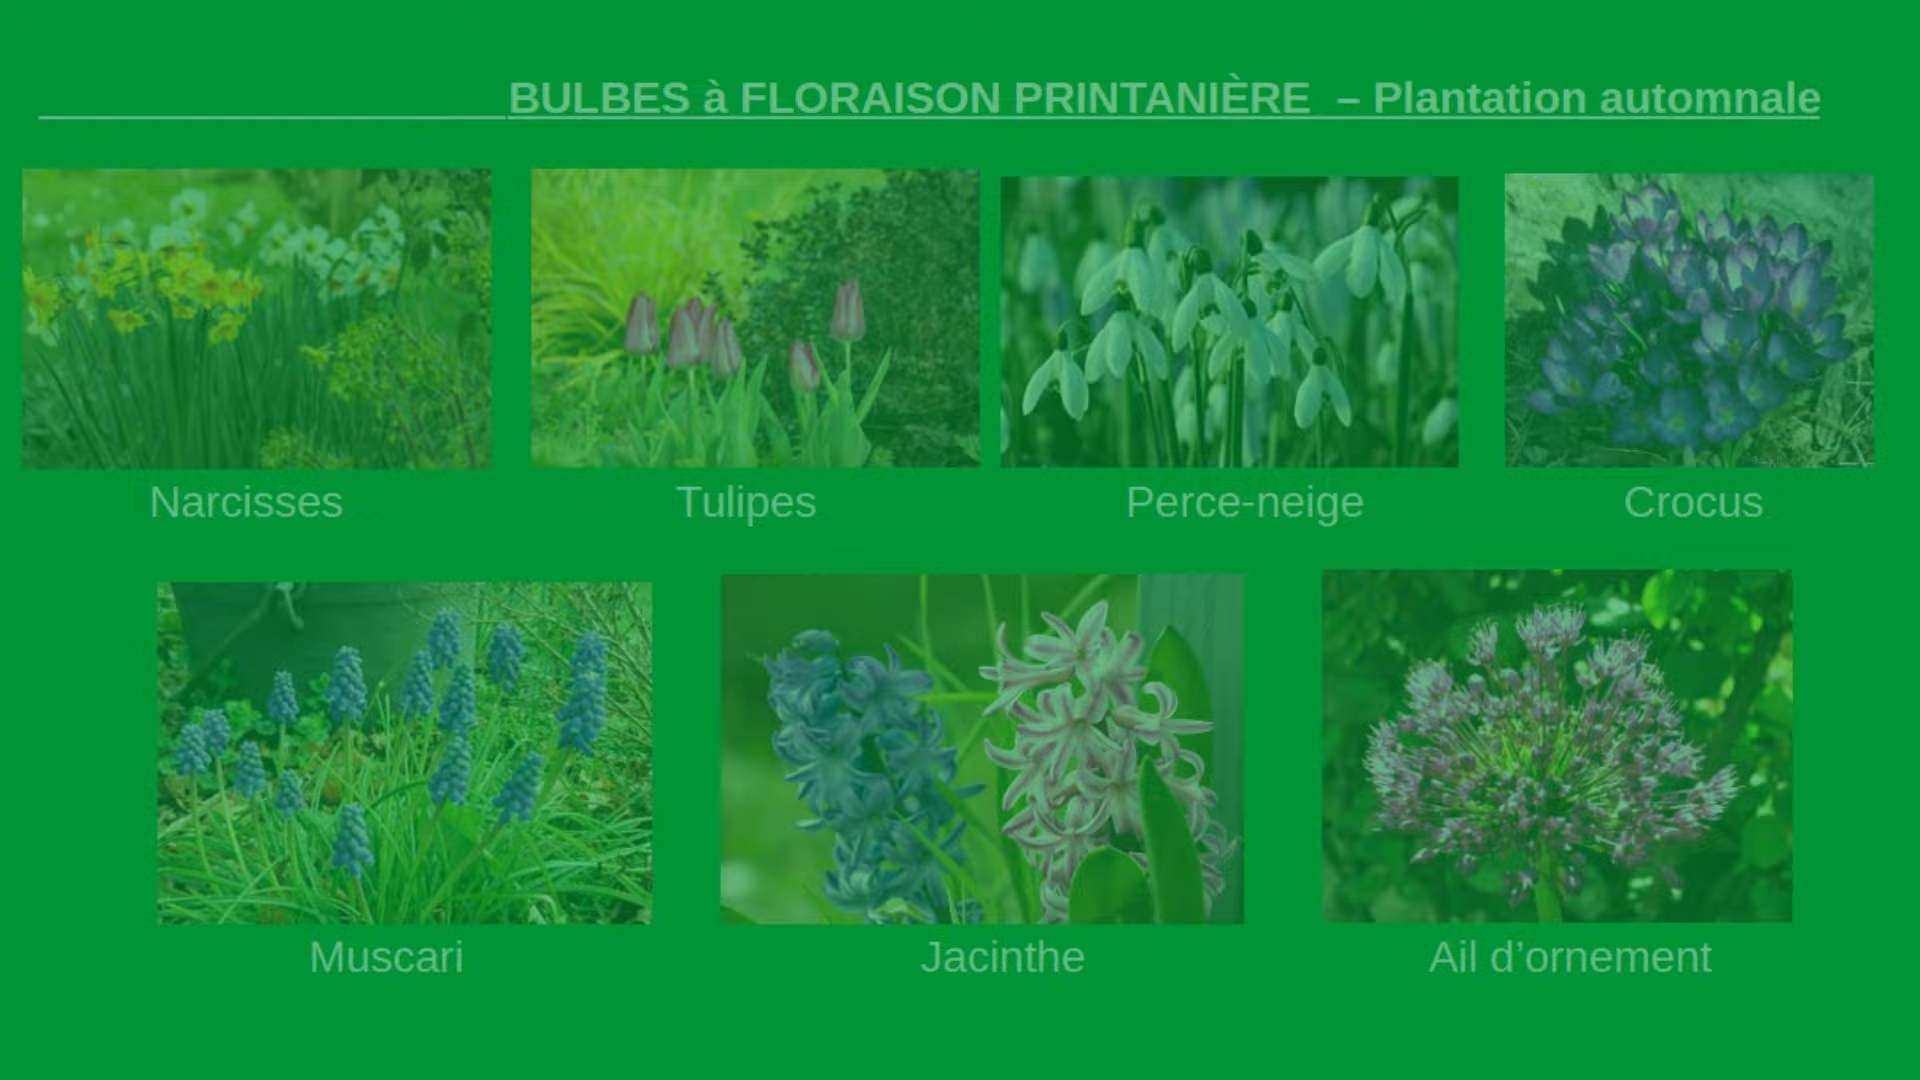 BULBES à FLORAISON PRINTANIÈRE – Plantation automnale
Narcisses
Tulipes
Perce-neige
Crocus
Muscari
Jacinthe
Ail d’ornement